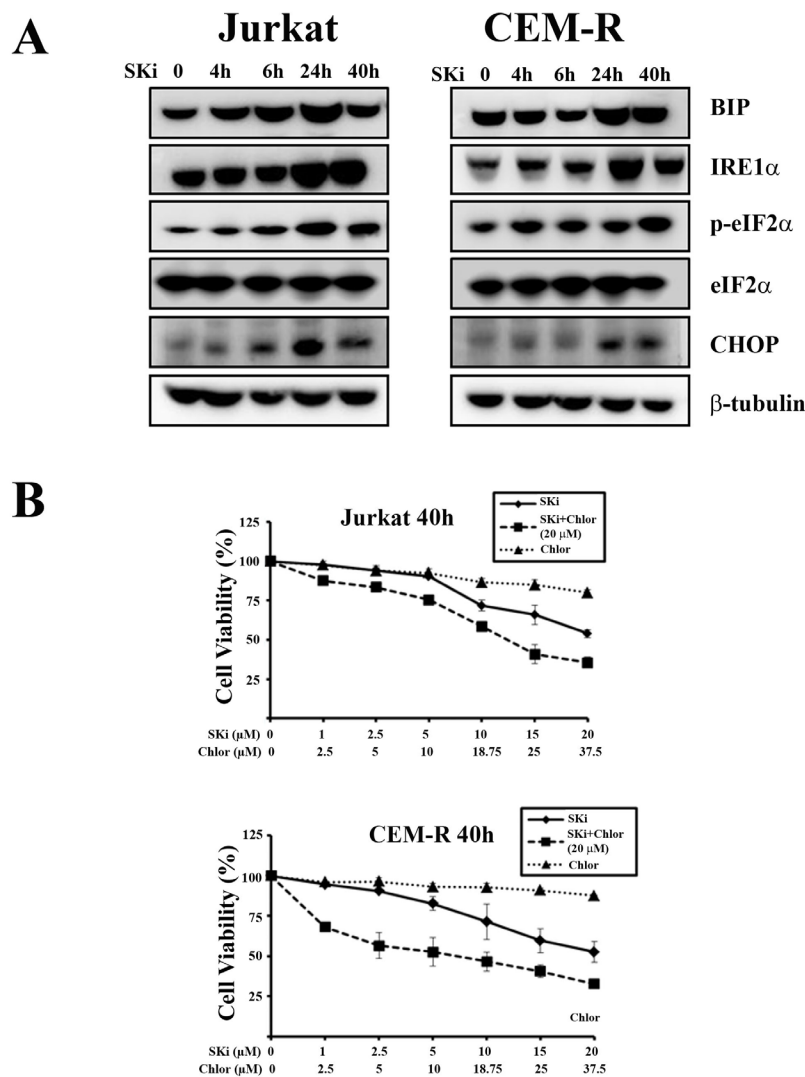 A
Jurkat
CEM-R
SKi 0 4h 6h 24h 40h
SKi 0 4h 6h 24h 40h
BIP
IRE1α
p-eIF2α
eIF2α
CHOP
β-tubulin
B
Jurkat 40h
SKi
SKi+Chlor
(20 µM)
Chlor
Cell Viability (%)
125
100
75
50
25
SKi (µM) 0 1 2.5 5 10 15 20
Chlor (µM) 0 2.5 5 10 18.75 25 37.5
CEM-R 40h
SKi
SKi+Chlor
(20 µM)
Chlor
Cell Viability (%)
125
100
75
50
25
Chlor
SKi (µM) 0 1 2.5 5 10 15 20
Chlor (µM) 0 2.5 5 10 18.75 25 37.5